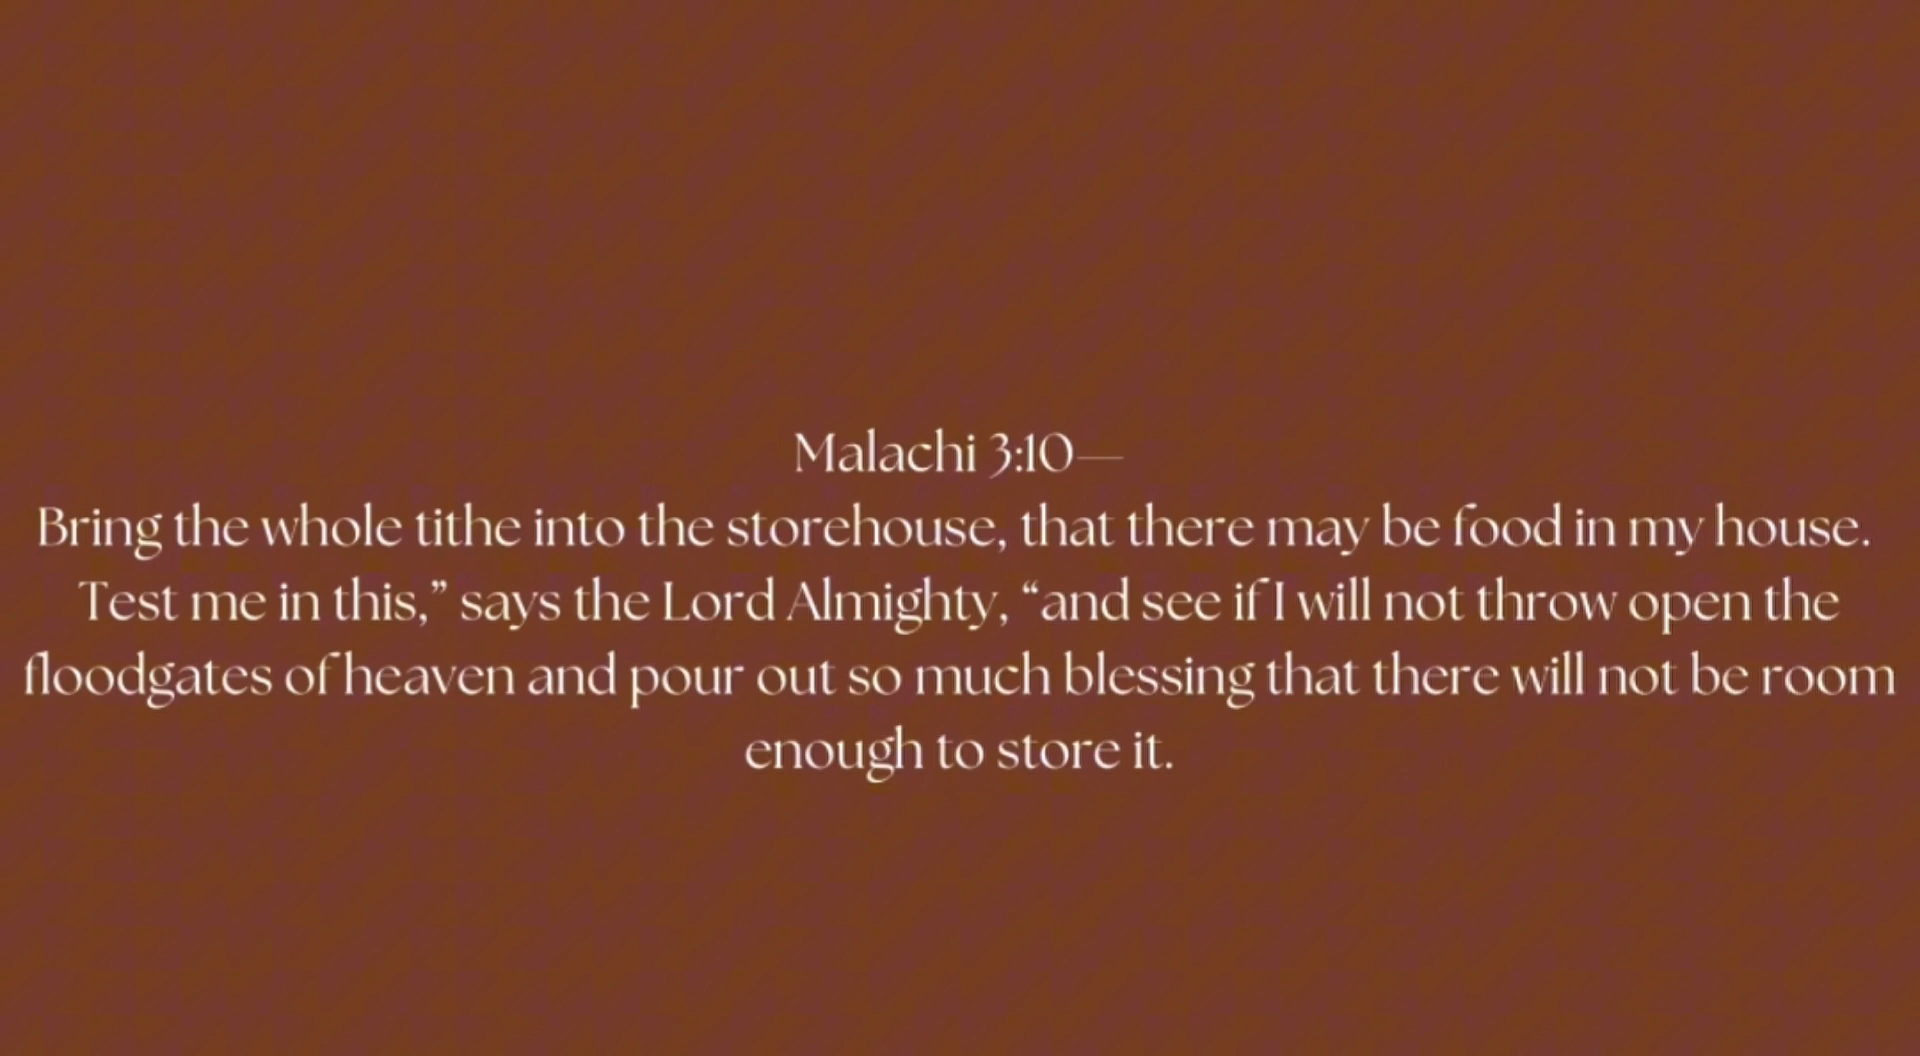 Malachi 3:10—
Bring the whole tithe into the storehouse, that there may be food in my house.
Test me in this,” says the Lord Almighty, “and see if I will not throw open the
floodgates of heaven and pour out so much blessing that there will not be room
enough to store it.